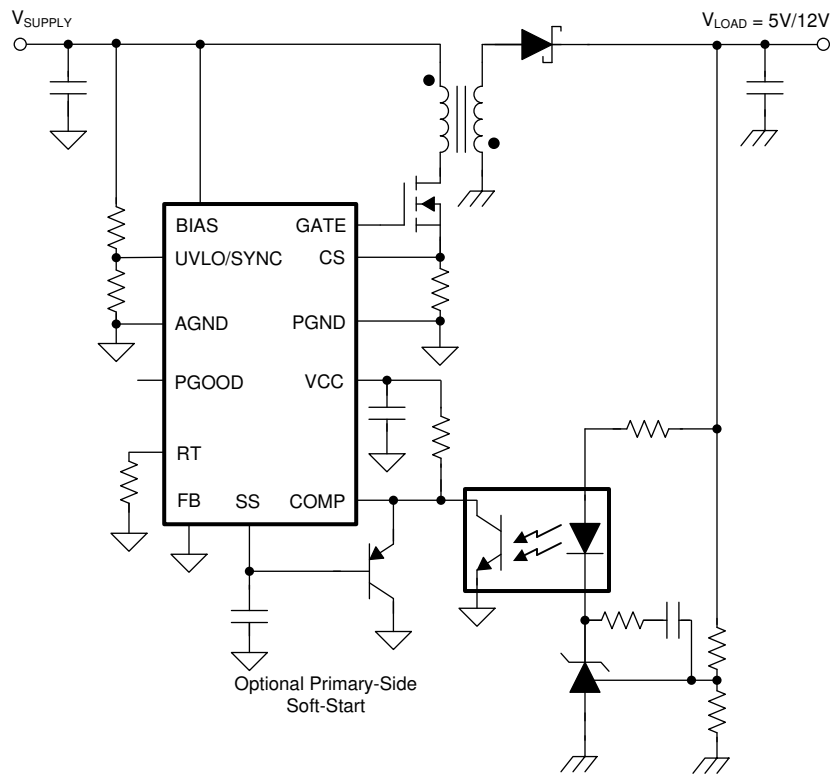 VSUPPLY
VLOAD = 5V/12V
BIAS
GATE
UVLO/SYNC
CS
AGND
PGND
PGOOD
VCC
RT
FB
SS
COMP
Optional Primary-Side
Soft-Start